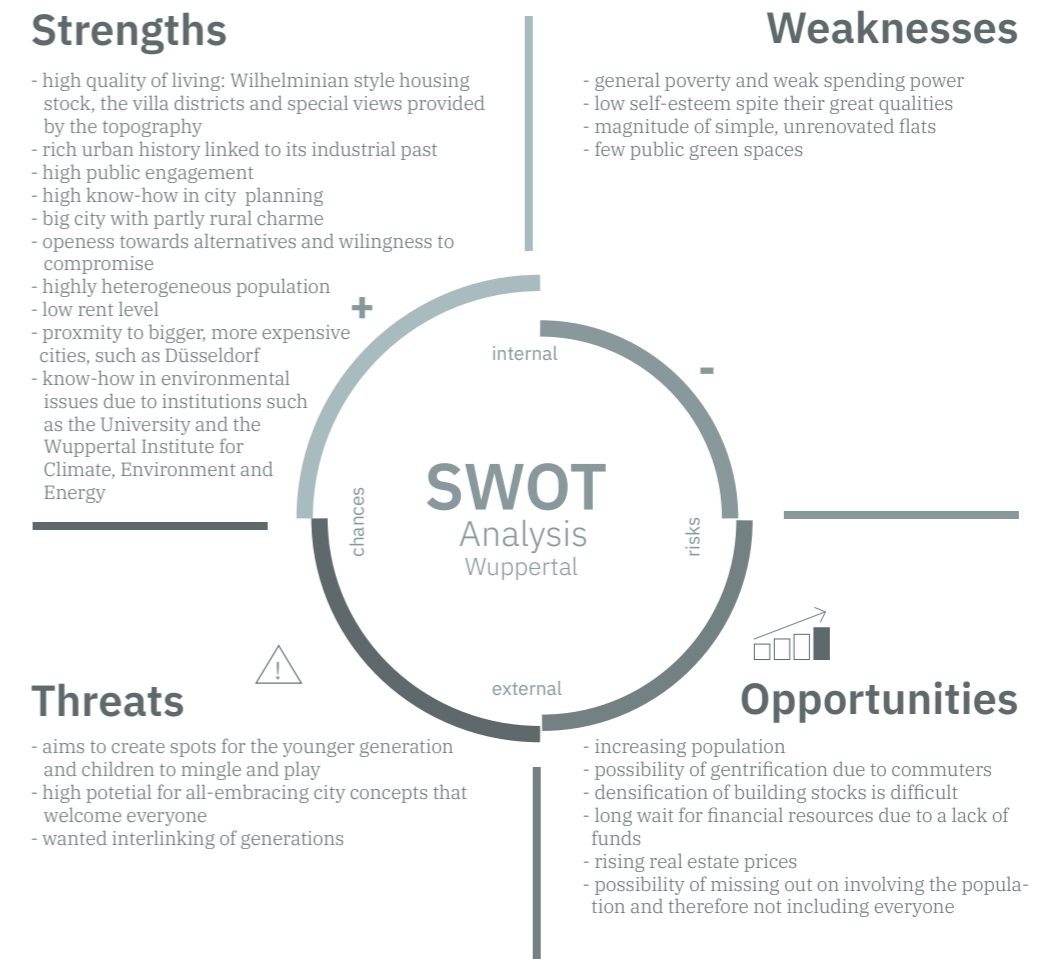 Strengths
- high quality of living: Wilhelminian style housing
stock, the villa districts and special views provided
by the topography
- rich urban history linked to its industrial past
- high public engagement
- high know-how in city  planning
- big city with partly rural charme
- openess towards alternatives and wilingness to
compromise
- highly heterogeneous population
- low rent level
- proxmity to bigger, more expensive
cities, such as Düsseldorf
- know-how in environmental
issues due to institutions such
as the University and the
Wuppertal Institute for
Climate, Environment and
Energy
Weaknesses
- general poverty and weak spending power
- low self-esteem spite their great qualities
- magnitude of simple, unrenovated flats
- few public green spaces
+
-
internal
chances
SWOT
Analysis
Wuppertal
risks
external
!
Threats
- aims to create spots for the younger generation
and children to mingle and play
- high potetial for all-embracing city concepts that
welcome everyone
- wanted interlinking of generations
Opportunities
- increasing population
- possibility of gentrification due to commuters
- densification of building stocks is difficult
- long wait for financial resources due to a lack of
funds
- rising real estate prices
- possibility of missing out on involving the popula-
tion and therefore not including everyone